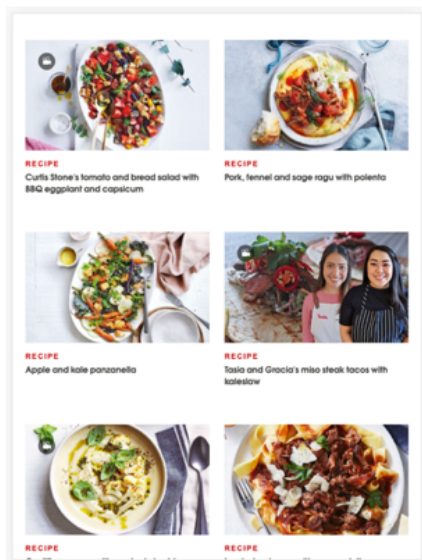 RECIPE
Curtis Stone's tomato and bread salad with
BBQ eggplant and capsicum
RECIPE
Pork, fennel and sage ragu with polenta
RECIPE
Apple and kale panzanella
RECIPE
Tasia and Gracia's miso steak tacos with
kaleslaw
RECIPE
RECIPE